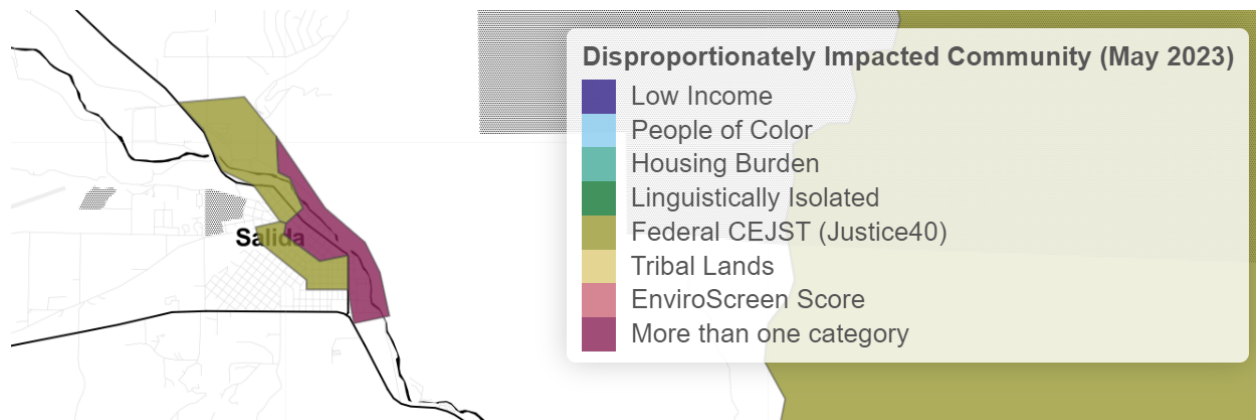 Disproportionately Impacted Community (May 2023)
Low Income
People of Color
Housing Burden
Linguistically Isolated
Federal CEJST (Justice40)
Tribal Lands
EnviroScreen Score
More than one category
Salida